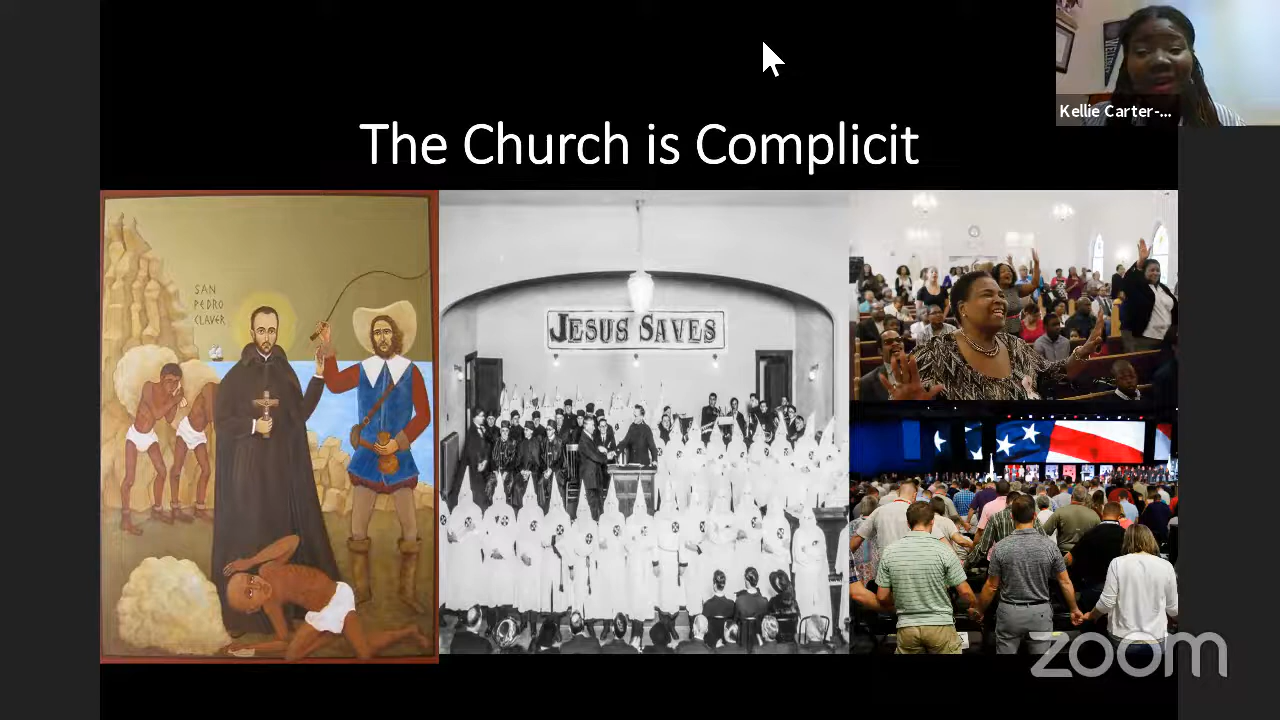 Kellie Carter-...
The Church is Complicit
SAN
PEDRO
CLAVER
JESUS SAVES
zoom